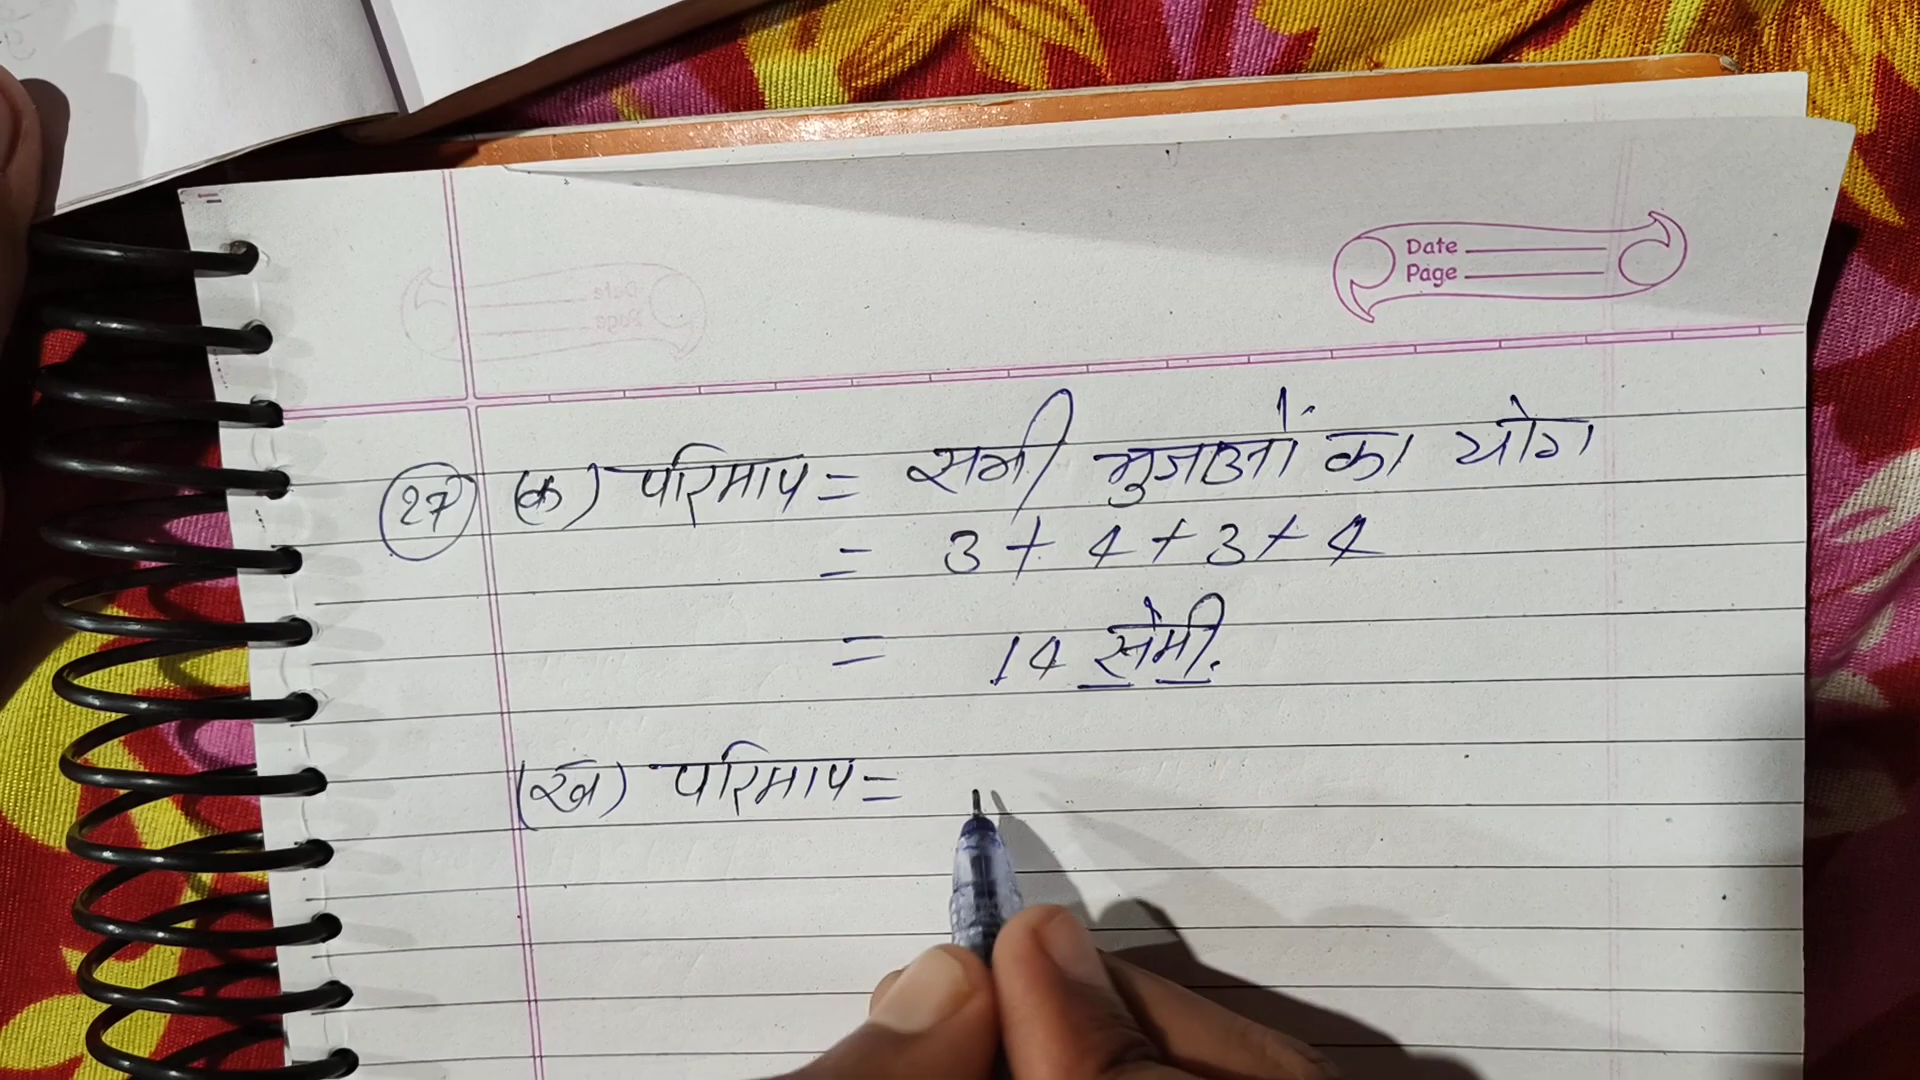 Date
Page
27 (क) परिमाप = सभी भुजाओं का योग
= 3 + 4 + 3 + 4
= 14 सेमी.
(ख) परिमाप =